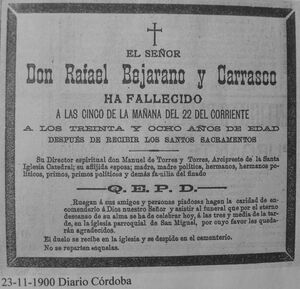 EL SEÑOR
Don Rafael Bejarano y Carrasco
HA FALLECIDO
A LAS CINCO DE LA MAÑANA DEL 22 DEL CORRIENTE
A LOS TREINTA Y OCHO AÑOS DE EDAD
DESPUÉS DE RECIBIR LOS SANTOS SACRAMENTOS
Su Director espiritual don Manuel de Torres y Torres, Arcipreste de la Santa
Iglesia Catedral; su afligida esposa; madre, madre política, hermanos, hermanos po-
líticos, primos, primos políticos y demás familia del finado
Q. E. P. D.
Ruegan á sus amigos y personas piadosas hagan la caridad de en-
comenderlo á Dios nuestro Señor y asistir al funeral que por el eterno
descanso de su alma se ha de celebrar hoy, á las tres y media de la tar-
de, en la iglesia parroquial de San Miguel, por cuyo favor les queda-
rán agradecidos.
El duelo se recibe en la iglesia y se despide en el cementerio.
No se reparten esquelas.
23-11-1900 Diario Córdoba